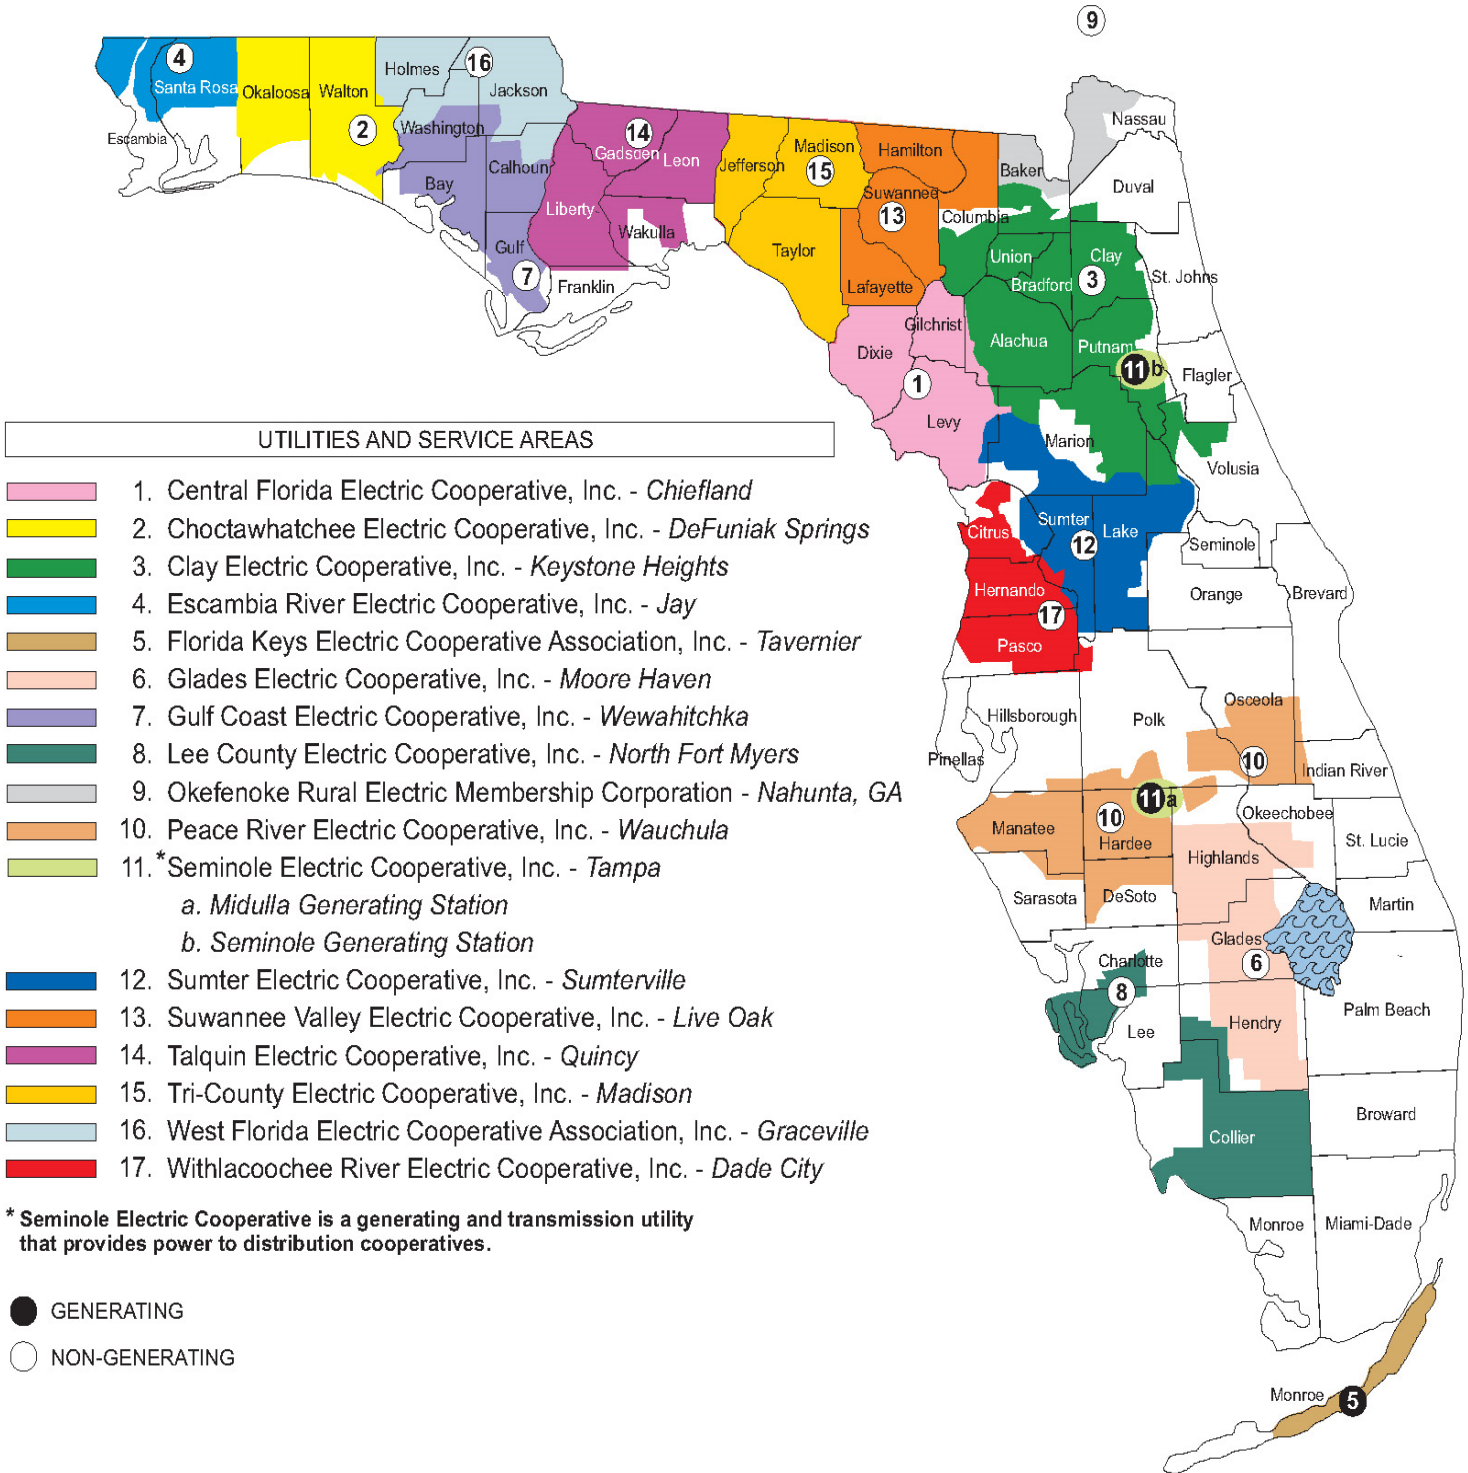 9
4
16
Holmes
Santa Rosa
Okaloosa
Walton
Jackson
Nassau
2
Washington
14
Escambia
Madison
Hamilton
Gadsden
Leon
Jefferson
15
Baker
Calhoun
Bay
Suwannee
Duval
Liberty
13
Columbia
Wakulla
Gulf
Taylor
Union
Clay
7
Franklin
Lafayette
Bradford
3
St. Johns
Gilchrist
Dixie
Alachua
Putnam
11 b
Flagler
1
Levy
Marion
Volusia
UTILITIES AND SERVICE AREAS
1. Central Florida Electric Cooperative, Inc. - Chiefland
2. Choctawhatchee Electric Cooperative, Inc. - DeFuniak Springs
3. Clay Electric Cooperative, Inc. - Keystone Heights
4. Escambia River Electric Cooperative, Inc. - Jay
5. Florida Keys Electric Cooperative Association, Inc. - Tavernier
6. Glades Electric Cooperative, Inc. - Moore Haven
7. Gulf Coast Electric Cooperative, Inc. - Wewahitchka
8. Lee County Electric Cooperative, Inc. - North Fort Myers
9. Okefenoke Rural Electric Membership Corporation - Nahunta, GA
10. Peace River Electric Cooperative, Inc. - Wauchula
11.*Seminole Electric Cooperative, Inc. - Tampa
a. Midulla Generating Station
b. Seminole Generating Station
12. Sumter Electric Cooperative, Inc. - Sumterville
13. Suwannee Valley Electric Cooperative, Inc. - Live Oak
14. Talquin Electric Cooperative, Inc. - Quincy
15. Tri-County Electric Cooperative, Inc. - Madison
16. West Florida Electric Cooperative Association, Inc. - Graceville
17. Withlacoochee River Electric Cooperative, Inc. - Dade City
* Seminole Electric Cooperative is a generating and transmission utility
that provides power to distribution cooperatives.
GENERATING
NON-GENERATING
Citrus
Sumter
Lake
12
Seminole
Hernando
Orange
Brevard
17
Pasco
Osceola
Hillsborough
Polk
Pinellas
10
Indian River
11 a
10
Okeechobee
Manatee
Hardee
St. Lucie
Highlands
Sarasota
DeSoto
Martin
Glades
Charlotte
6
8
Palm Beach
Lee
Hendry
Broward
Collier
Monroe
Miami-Dade
Monroe
5